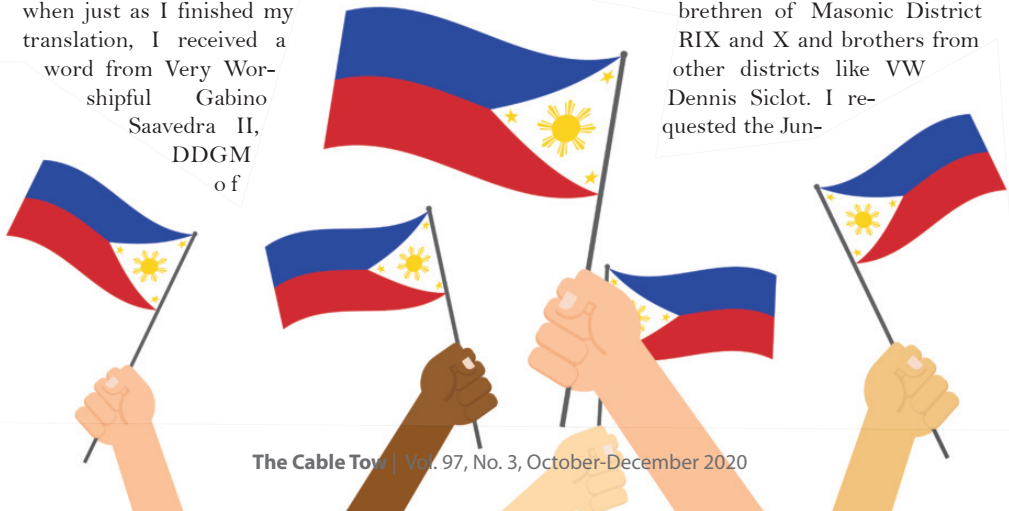 when just as I finished my
translation, I received a
word from Very Wor-
shipful Gabino
Saavedra II,
DDGM
of
brethren of Masonic District
RIX and X and brothers from
other districts like VW
Dennis Siclot. I re-
quested the Jun-
The Cable Tow | Vol. 97, No. 3, October-December 2020